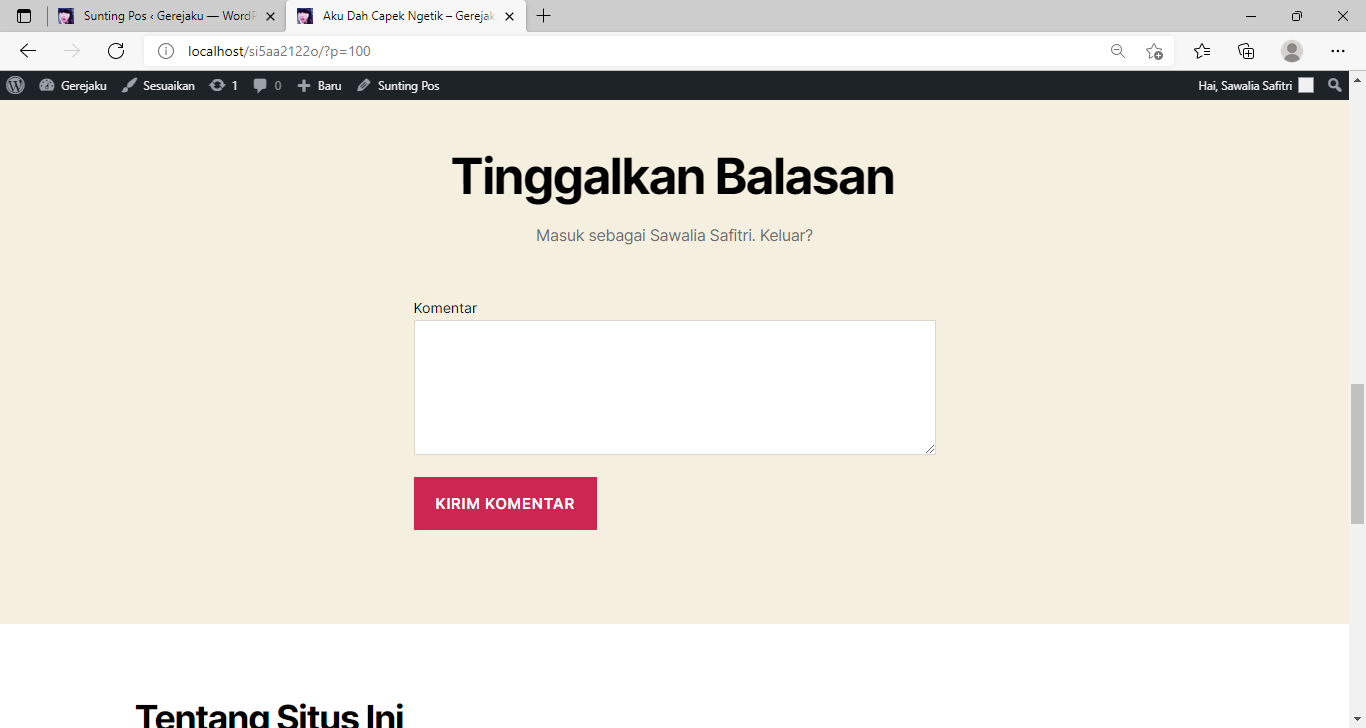 Sunting Pos ‹ Gerejaku — WordP
Aku Dah Capek Ngetik – Gerejak
localhost/si5aa2122o/?p=100
Gerejaku Sesuaikan 1 0 Baru Sunting Pos Hai, Sawalia Safitri
Tinggalkan Balasan
Masuk sebagai Sawalia Safitri. Keluar?
Komentar
KIRIM KOMENTAR
Tentang Situs Ini